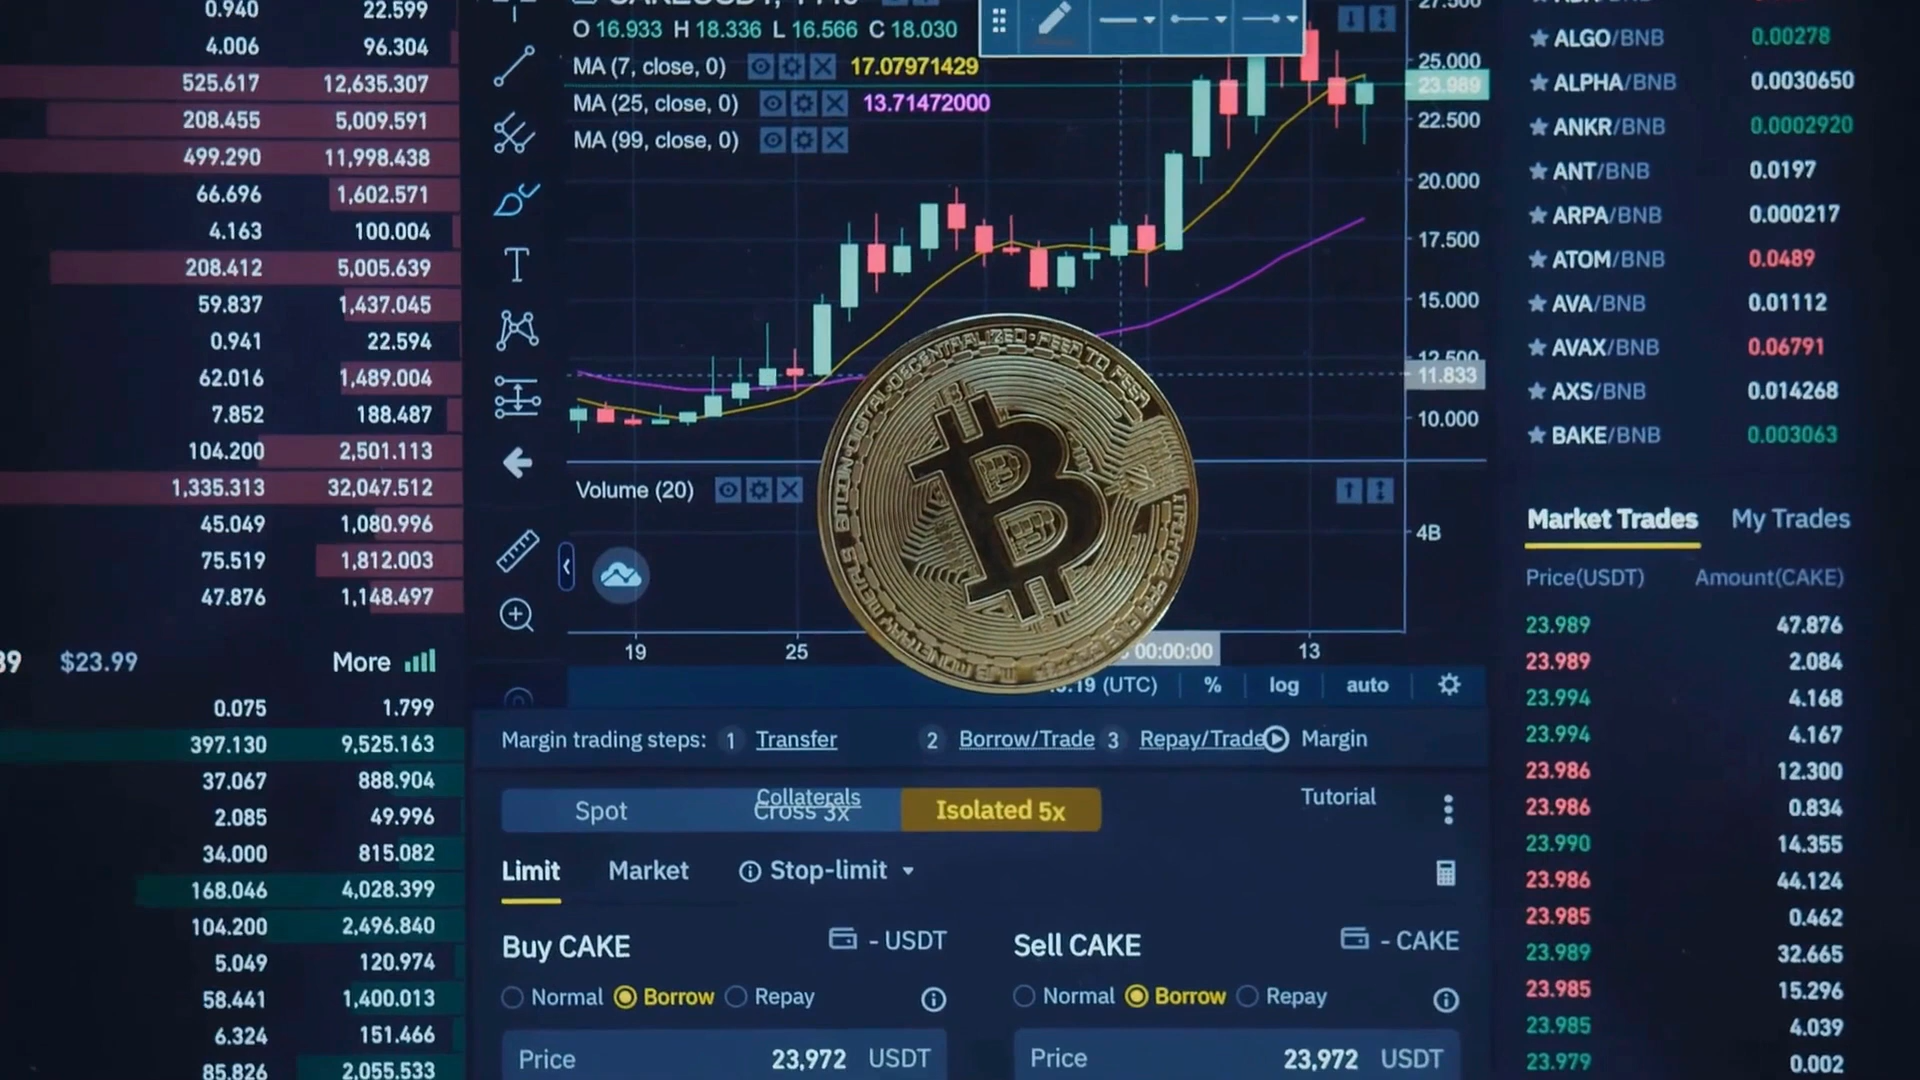 0.940 22.599
4.006 96.304
525.617 12,635.307
208.455 5,009.591
499.290 11,998.438
66.696 1,602.571
4.163 100.004
208.412 5,005.639
59.837 1,437.045
0.941 22.594
62.016 1,489.004
7.852 188.487
104.200 2,501.113
1,335.313 32,047.512
45.049 1,080.996
75.519 1,812.003
47.876 1,148.497
39 $23.99 More
0.075 1.799
397.130 9,525.163
37.067 888.904
2.085 49.996
34.000 815.082
168.046 4,028.399
104.200 2,496.840
5.049 120.974
58.441 1,400.013
6.324 151.466
85.826 2,055.533
O 16.933 H 18.336 L 16.566 C 18.030
MA (7, close, 0) 17.07971429
MA (25, close, 0) 13.71472000
MA (99, close, 0)
27.500
25.000
23.989
22.500
20.000
17.500
15.000
12.500
11.833
10.000
Volume (20)
4B
19 25 00:00:00 13
(UTC) % log auto
BITCOIN DIGITAL DECENTRALIZED PEER TO PEER
Margin trading steps: 1 Transfer 2 Borrow/Trade 3 Repay/Trade Margin
Collaterals Tutorial
Spot Cross 3x Isolated 5x
Limit Market Stop-limit
Buy CAKE - USDT Sell CAKE - CAKE
Normal Borrow Repay Normal Borrow Repay
Price 23,972 USDT Price 23,972 USDT
ALGO/BNB 0.00278
ALPHA/BNB 0.0030650
ANKR/BNB 0.0002920
ANT/BNB 0.0197
ARPA/BNB 0.000217
ATOM/BNB 0.0489
AVA/BNB 0.01112
AVAX/BNB 0.06791
AXS/BNB 0.014268
BAKE/BNB 0.003063
Market Trades My Trades
Price(USDT) Amount(CAKE)
23.989 47.876
23.989 2.084
23.994 4.168
23.994 4.167
23.986 12.300
23.986 0.834
23.990 14.355
23.986 44.124
23.985 0.462
23.989 32.665
23.985 15.296
23.985 4.039
23.979 0.002